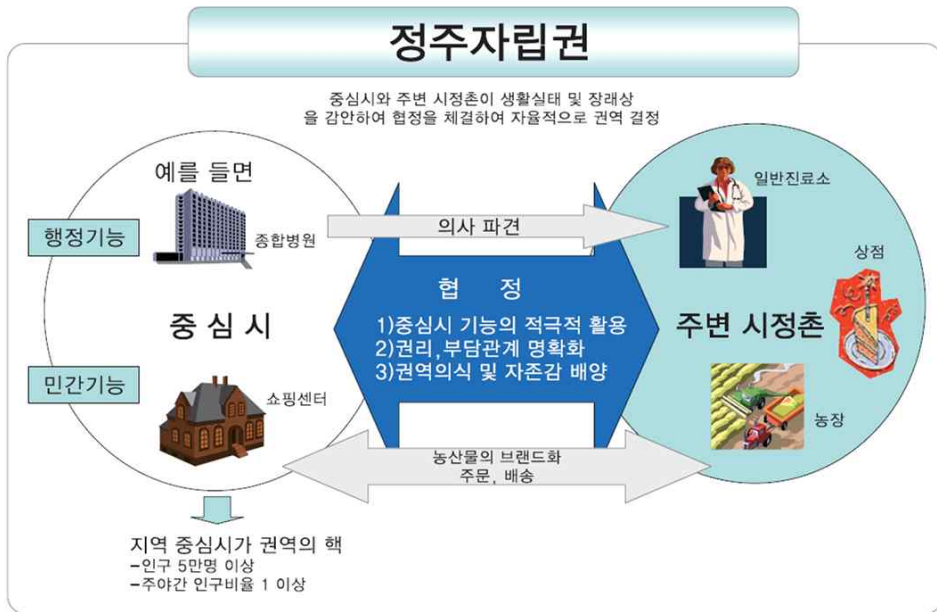 정주자립권
중심시와 주변 시정촌이 생활실태 및 장래상
을 감안하여 협정을 체결하여 자율적으로 권역 결정
예를 들면
행정기능
종합병원
중 심 시
민간기능
쇼핑센터
의사 파견
협 정
1)중심시 기능의 적극적 활용
2)권리,부담관계 명확화
3)권역의식 및 자존감 배양
농산물의 브랜드화
주문, 배송
일반진료소
상점
주변 시정촌
농장
지역 중심시가 권역의 핵
-인구 5만명 이상
-주야간 인구비율 1 이상